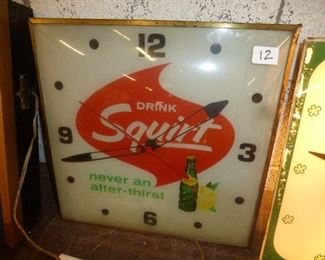 12
12
DRINK
Squirt
9
3
never an
after-thirst
6